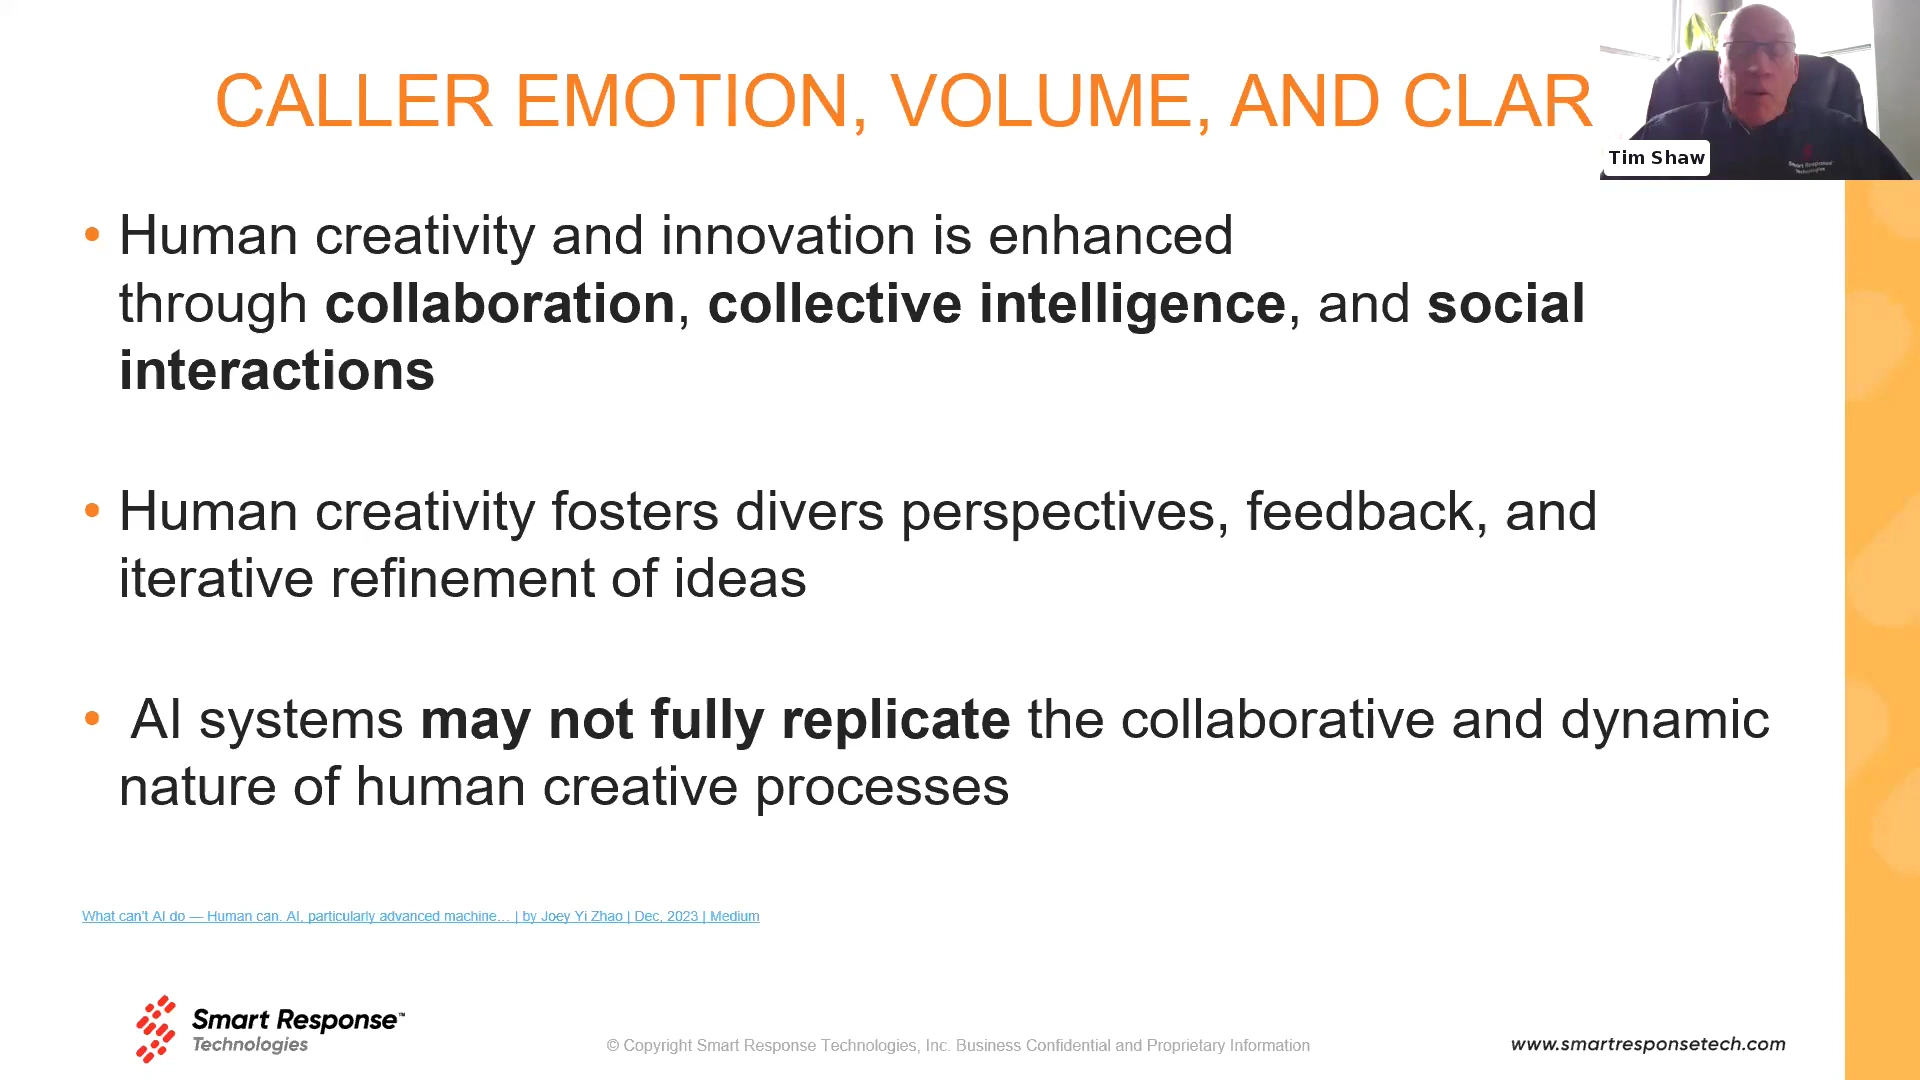 CALLER EMOTION, VOLUME, AND CLAR
Tim Shaw
Smart Response
Technologies
• Human creativity and innovation is enhanced
through collaboration, collective intelligence, and social
interactions
• Human creativity fosters divers perspectives, feedback, and
iterative refinement of ideas
• AI systems may not fully replicate the collaborative and dynamic
nature of human creative processes
What can't AI do — Human can. AI, particularly advanced machine… | by Joey Yi Zhao | Dec, 2023 | Medium
Smart Response™
Technologies
© Copyright Smart Response Technologies, Inc. Business Confidential and Proprietary Information
www.smartresponsetech.com